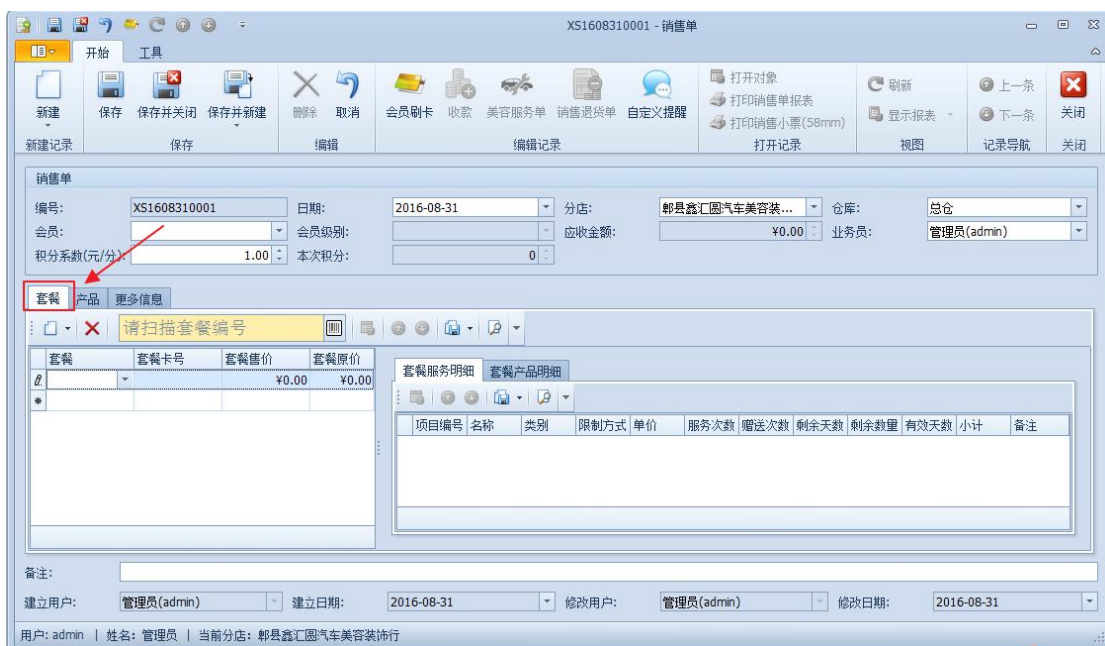 XS1608310001 - 销售单
开始 工具
打开对象
打印销售单报表
打印销售小票(58mm)
刷新
显示报表
上一条
下一条
新建 保存 保存并关闭 保存并新建 删除 取消 会员刷卡 收款 美容服务单 销售退货单 自定义提醒 关闭
新建记录 保存 编辑 编辑记录 打开记录 视图 记录导航 关闭
销售单
编号: XS1608310001 日期: 2016-08-31 分店: 郫县鑫汇圆汽车美容装... 仓库: 总仓
会员: 会员级别: 应收金额: ¥0.00 业务员: 管理员(admin)
积分系数(元/分): 1.00 本次积分: 0
套餐 产品 更多信息
请扫描套餐编号
套餐 套餐卡号 套餐售价 套餐原价
¥0.00 ¥0.00
套餐服务明细 套餐产品明细
项目编号 名称 类别 限制方式 单价 服务次数 赠送次数 剩余天数 剩余数量 有效天数 小计 备注
备注:
建立用户: 管理员(admin) 建立日期: 2016-08-31 修改用户: 管理员(admin) 修改日期: 2016-08-31
用户: admin | 姓名: 管理员 | 当前分店: 郫县鑫汇圆汽车美容装饰行